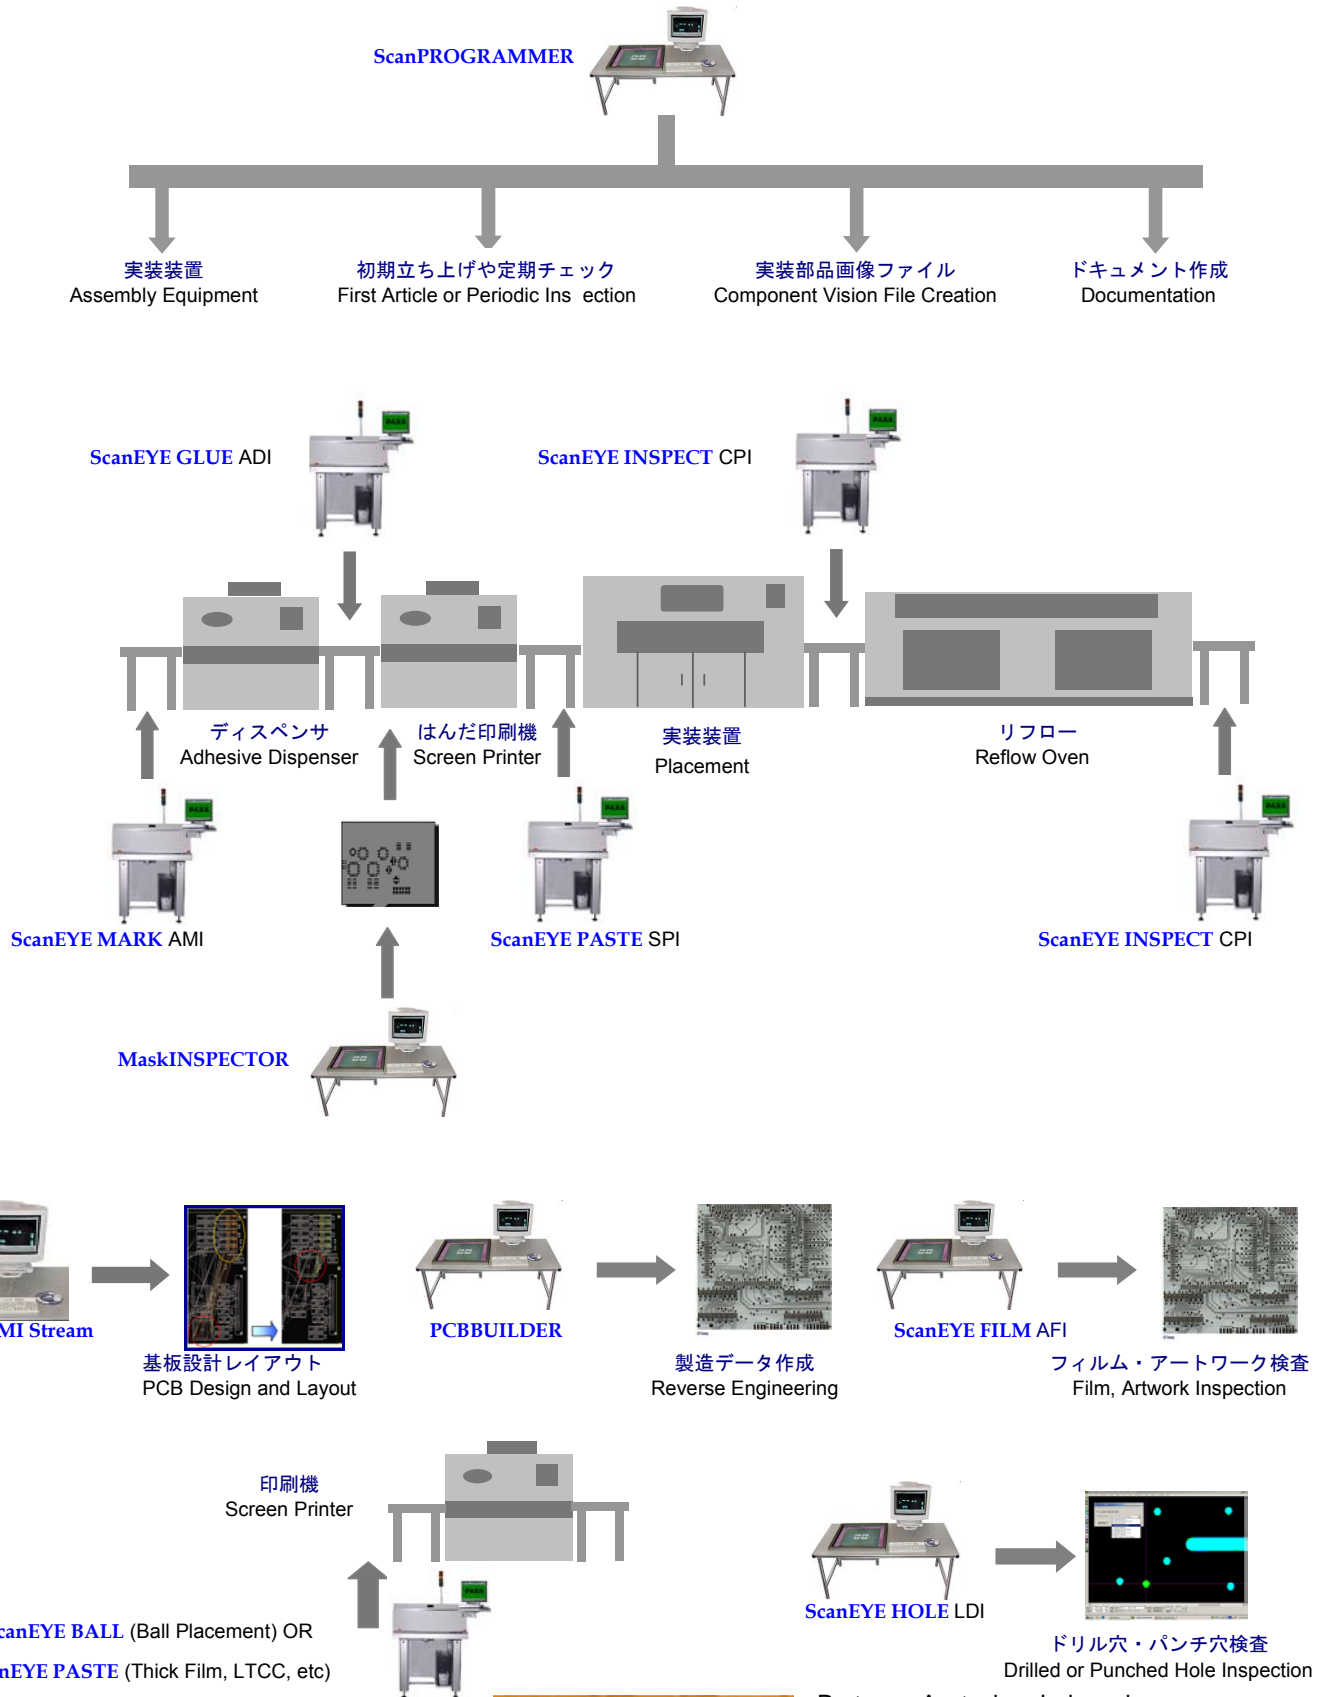 ScanPROGRAMMER
実装装置
Assembly Equipment
初期立ち上げや定期チェック
First Article or Periodic Ins ection
実装部品画像ファイル
Component Vision File Creation
ドキュメント作成
Documentation
ScanEYE GLUE ADI
ScanEYE INSPECT CPI
ディスペンサ
Adhesive Dispenser
はんだ印刷機
Screen Printer
実装装置
Placement
リフロー
Reflow Oven
ScanEYE MARK AMI
ScanEYE PASTE SPI
ScanEYE INSPECT CPI
MaskINSPECTOR
MI Stream
基板設計レイアウト
PCB Design and Layout
PCBBUILDER
製造データ作成
Reverse Engineering
ScanEYE FILM AFI
フィルム・アートワーク検査
Film, Artwork Inspection
印刷機
Screen Printer
canEYE BALL (Ball Placement) OR
nEYE PASTE (Thick Film, LTCC, etc)
ScanEYE HOLE LDI
ドリル穴・パンチ穴検査
Drilled or Punched Hole Inspection